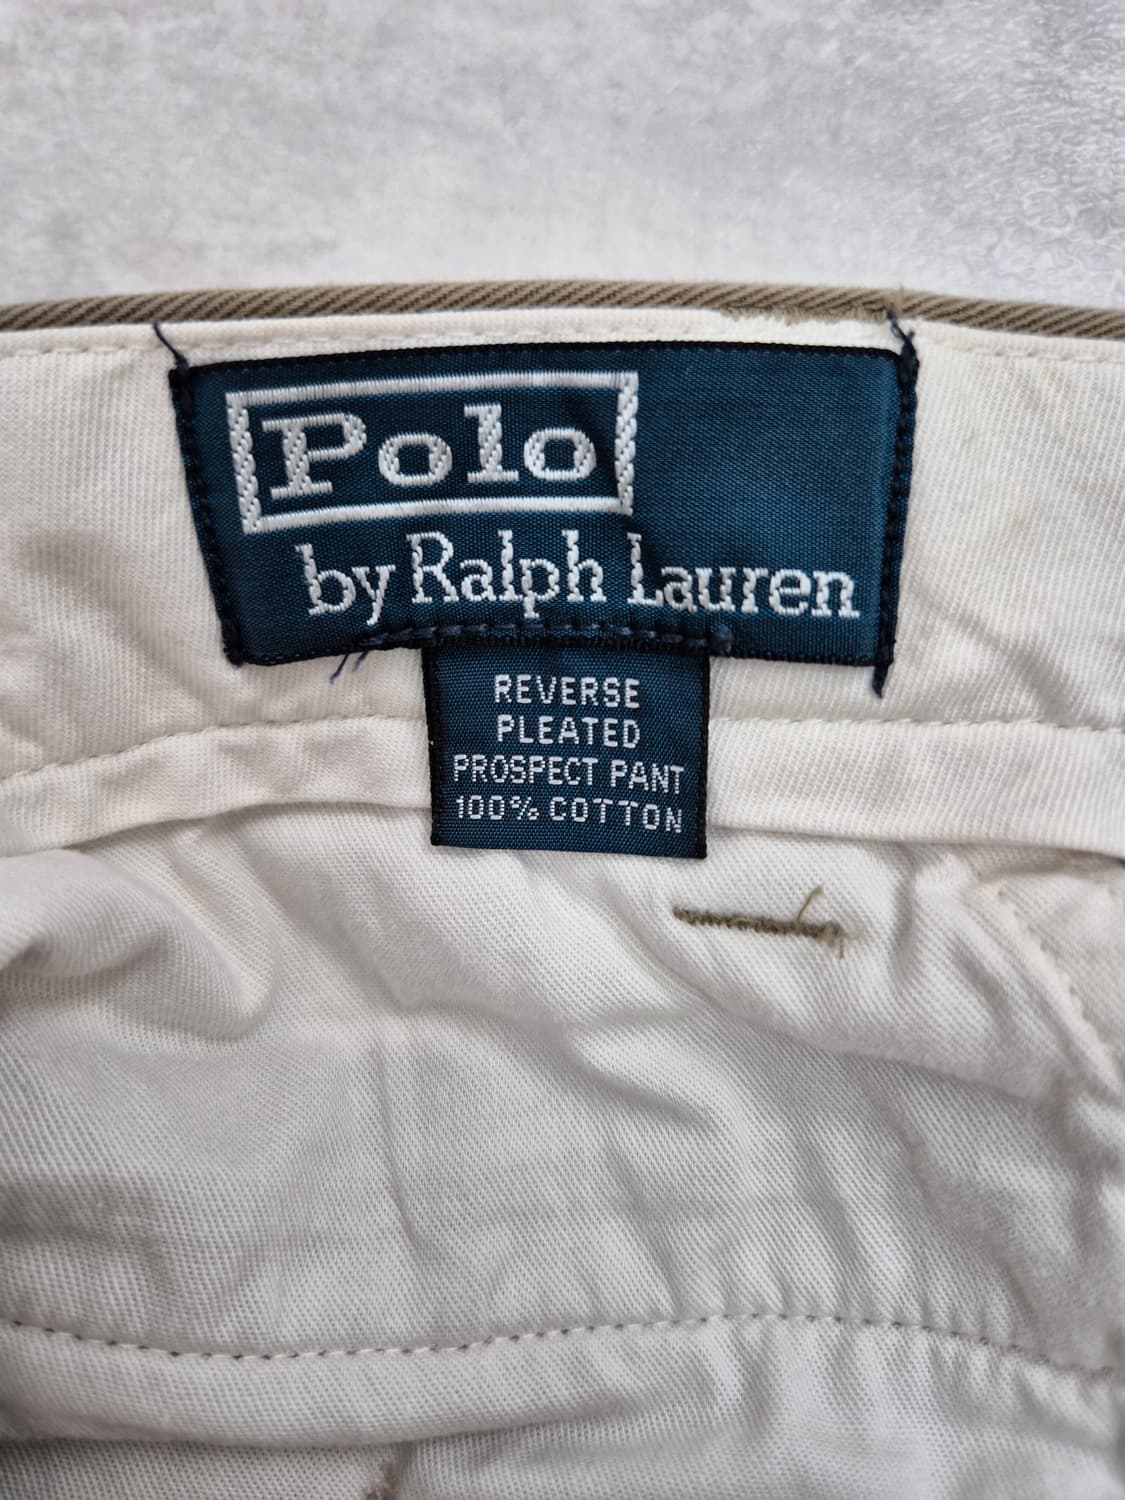 Polo
by Ralph Lauren
REVERSE
PLEATED
PROSPECT PANT
100% COTTON